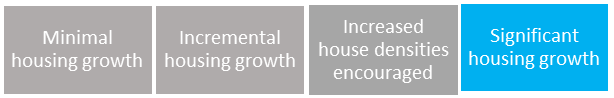 Minimal
housing growth
Incremental
housing growth
Increased
house densities
encouraged
Significant
housing growth